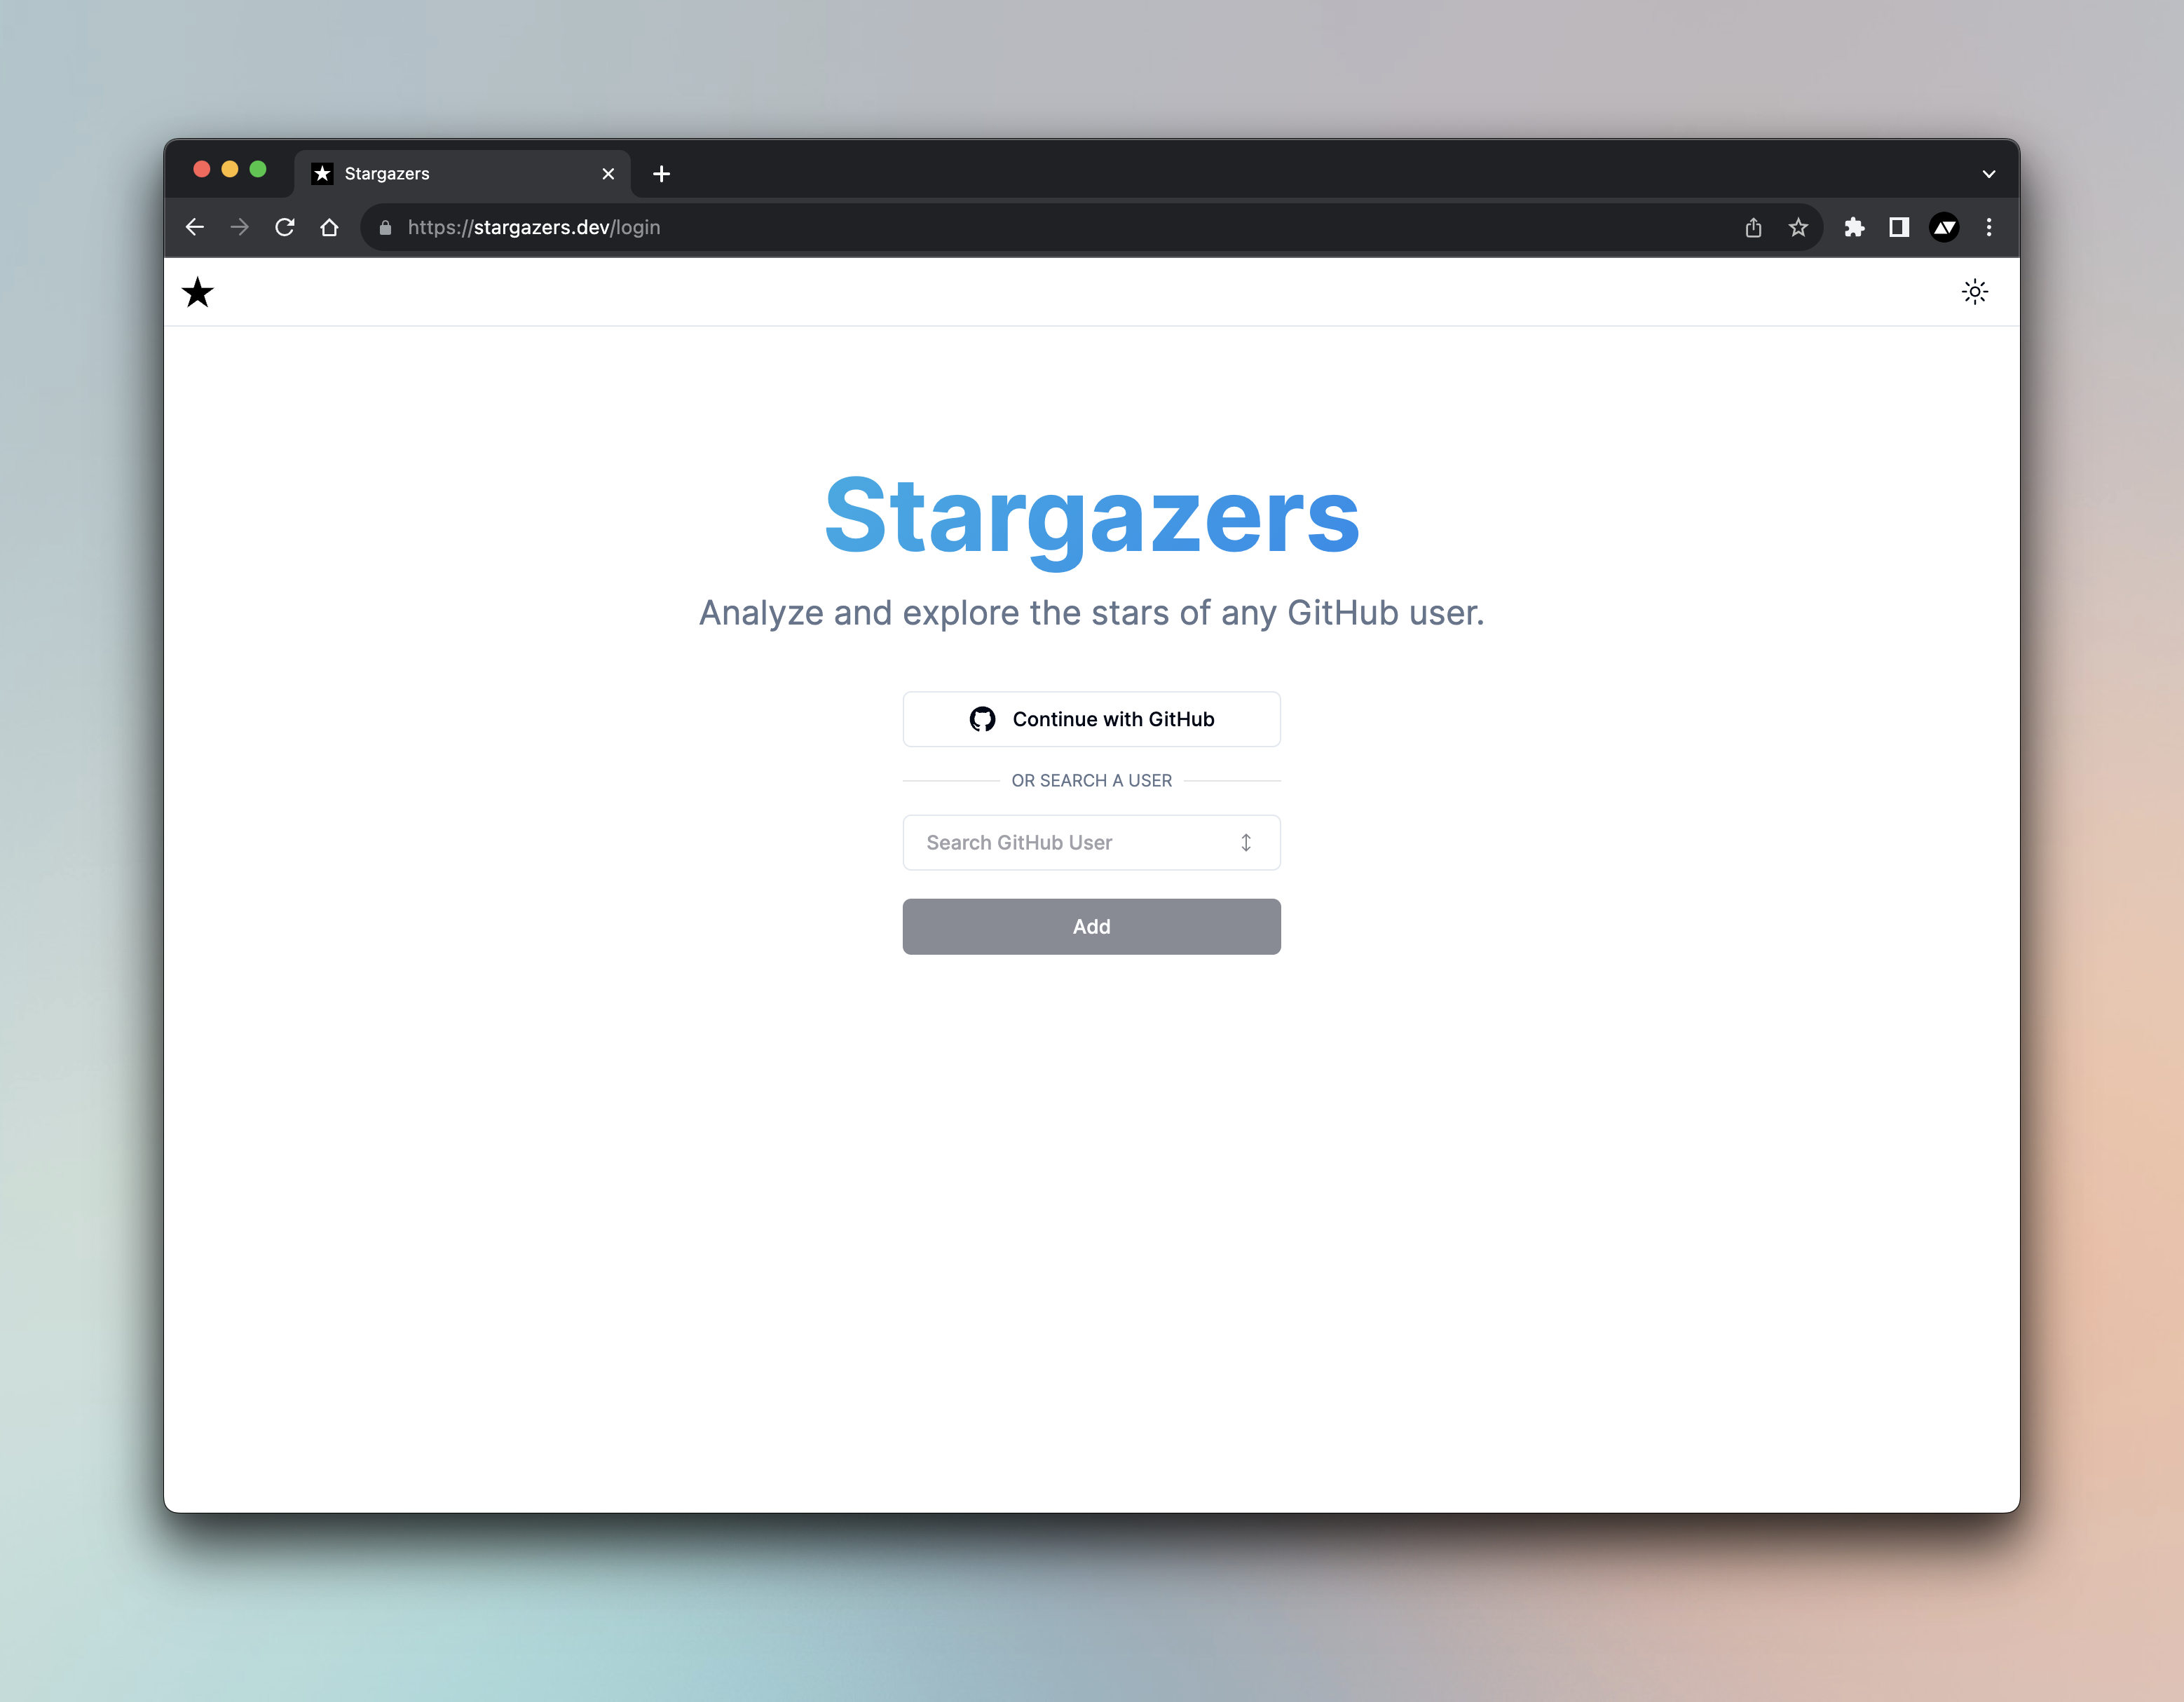 Stargazers
https://stargazers.dev/login
Stargazers
Analyze and explore the stars of any GitHub user.
Continue with GitHub
OR SEARCH A USER
Search GitHub User
Add